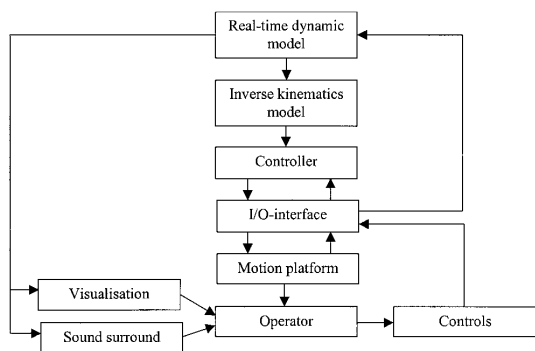 Real-time dynamic
model
Inverse kinematics
model
Controller
I/O-interface
Motion platform
Visualisation
Operator
Controls
Sound surround